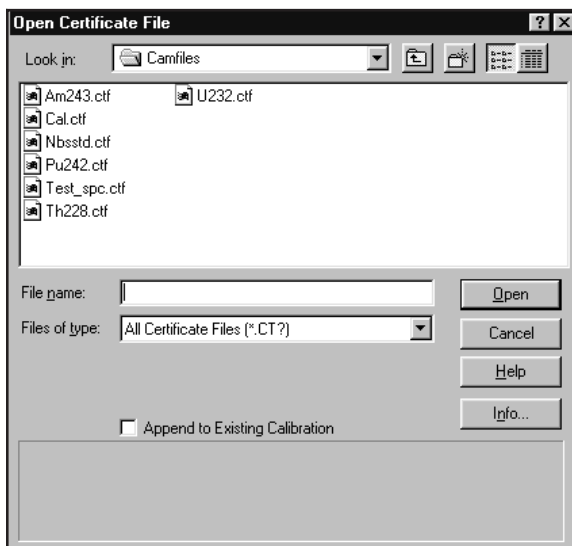 Open Certificate File
Look in: Camfiles
Am243.ctf U232.ctf
Cal.ctf
Nbsstd.ctf
Pu242.ctf
Test_spc.ctf
Th228.ctf
File name: Open
Files of type: All Certificate Files (*.CT?) Cancel
Help
Info...
Append to Existing Calibration